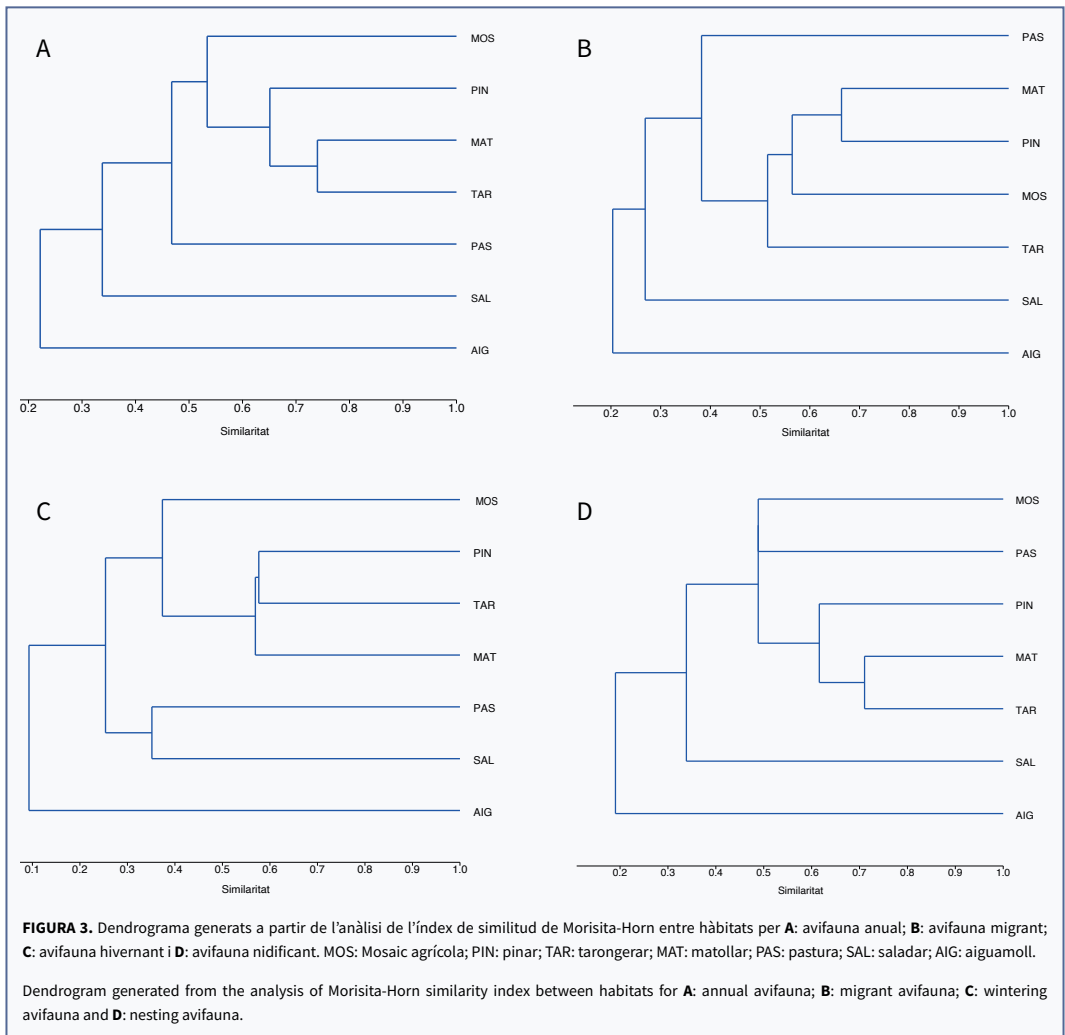 A
MOS
PIN
MAT
TAR
PAS
SAL
AIG
0.2 0.3 0.4 0.5 0.6 0.7 0.8 0.9 1.0
Similaritat
B
PAS
MAT
PIN
MOS
TAR
SAL
AIG
0.2 0.3 0.4 0.5 0.6 0.7 0.8 0.9 1.0
Similaritat
C
MOS
PIN
TAR
MAT
PAS
SAL
AIG
0.1 0.2 0.3 0.4 0.5 0.6 0.7 0.8 0.9 1.0
Similaritat
D
MOS
PAS
PIN
MAT
TAR
SAL
AIG
0.2 0.3 0.4 0.5 0.6 0.7 0.8 0.9 1.0
Similaritat
FIGURA 3. Dendrograma generats a partir de l'anàlisi de l'índex de similitud de Morisita-Horn entre hàbitats per A: avifauna anual; B: avifauna migrant;
C: avifauna hivernant i D: avifauna nidificant. MOS: Mosaic agrícola; PIN: pinar; TAR: tarongerar; MAT: matollar; PAS: pastura; SAL: saladar; AIG: aiguamoll.
Dendrogram generated from the analysis of Morisita-Horn similarity index between habitats for A: annual avifauna; B: migrant avifauna; C: wintering
avifauna and D: nesting avifauna.